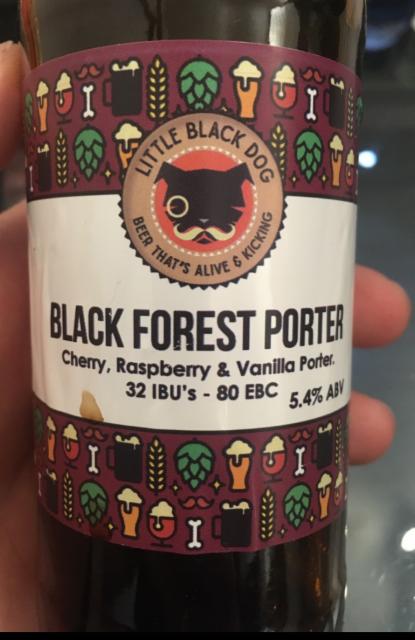 LITTLE BLACK DOG
BEER THAT'S ALIVE & KICKING
BLACK FOREST PORTER
Cherry, Raspberry & Vanilla Porter.
32 IBU's - 80 EBC 5.4% ABV